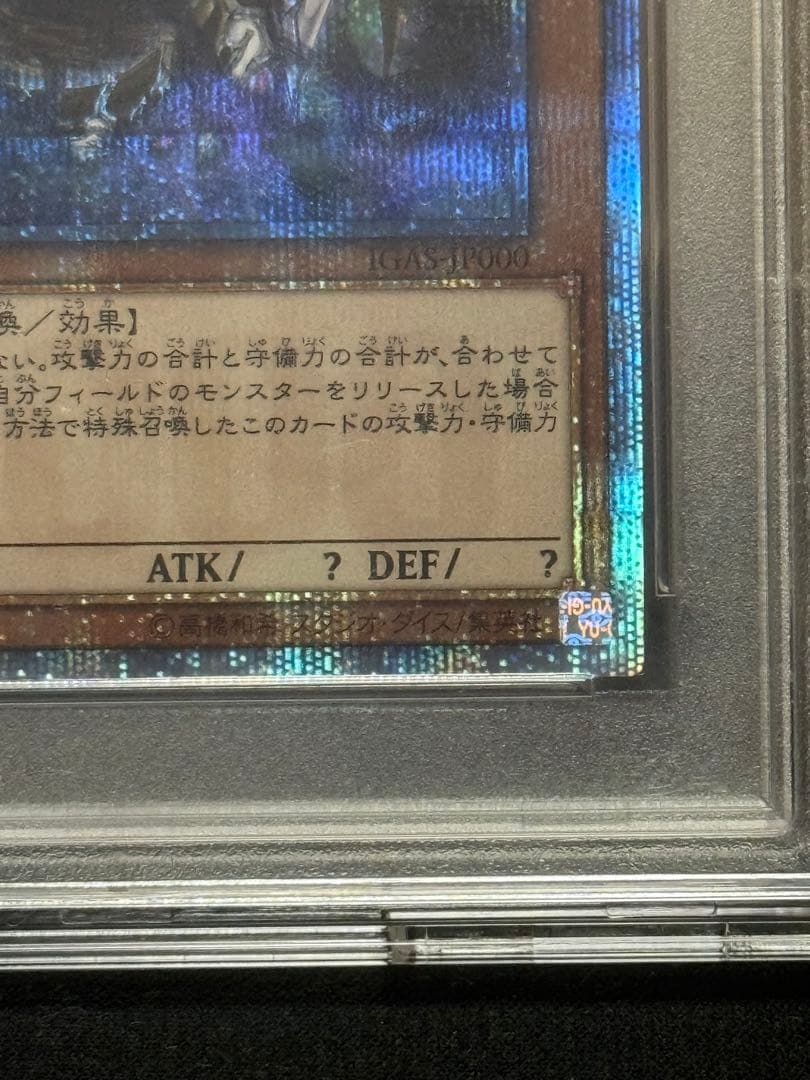 IGAS-JP000
喚/効果】
ない。攻撃力の合計と守備力の合計が、合わせて
自分フィールドのモンスターをリリースした場合
方法で特殊召喚したこのカードの攻撃力・守備力
ATK/ ? DEF/ ?
©高橋和希 スタジオ・ダイス/集英社